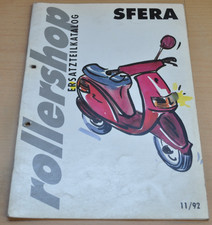 SFERA
rollershop
ERSATZTEILKATALOG
11/92